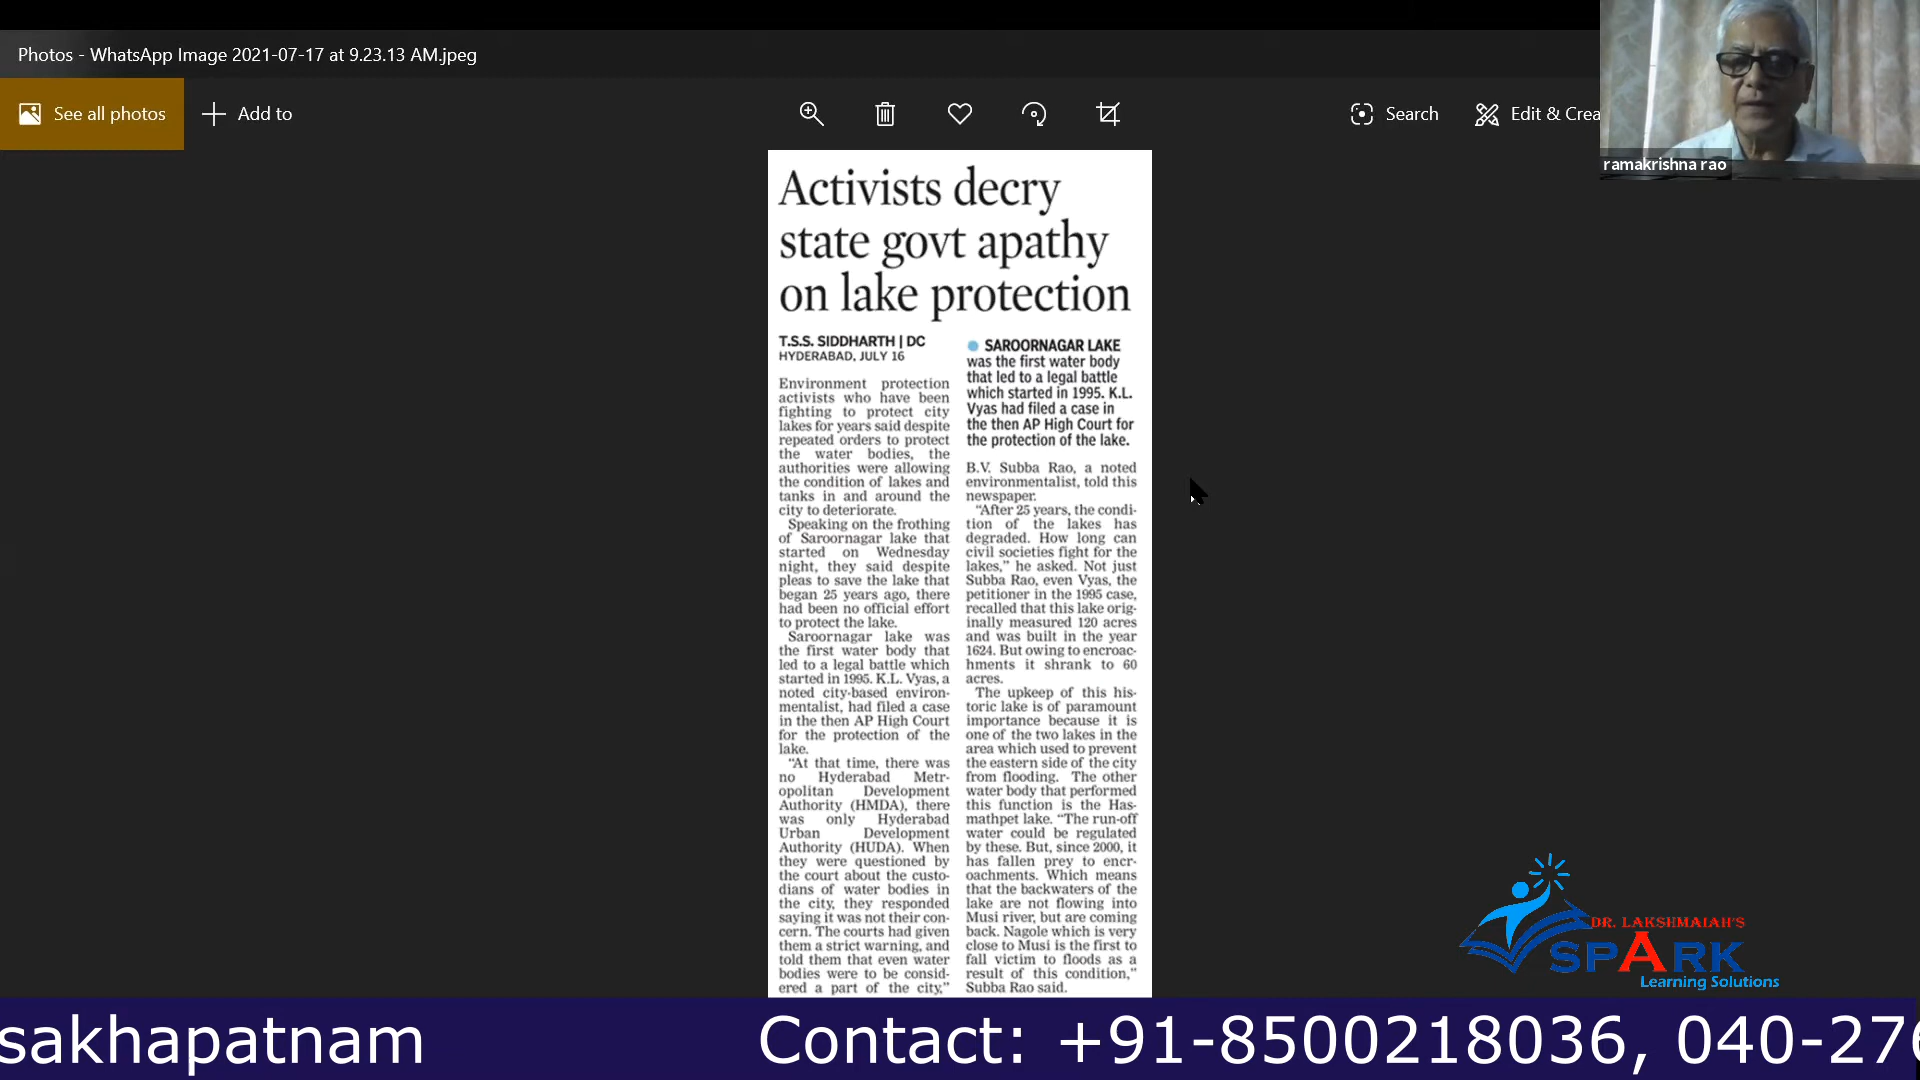 Photos - WhatsApp Image 2021-07-17 at 9.23.13 AM.jpeg
See all photos
Add to
Search
Edit & Crea
ramakrishna rao
Activists decry
state govt apathy
on lake protection
T.S.S. SIDDHARTH | DC
HYDERABAD, JULY 16
Environment protection
activists who have been
fighting to protect city
lakes for years said despite
repeated orders to protect
the water bodies, the
authorities were allowing
the condition of lakes and
tanks in and around the
city to deteriorate.
Speaking on the frothing
of Saroornagar lake that
started on Wednesday
night, they said despite
pleas to save the lake that
began 25 years ago, there
had been no official effort
to protect the lake.
Saroornagar lake was
the first water body that
led to a legal battle which
started in 1995. K.L. Vyas, a
noted city-based environ-
mentalist, had filed a case
in the then AP High Court
for the protection of the
lake.
"At that time, there was
no Hyderabad Metr-
opolitan Development
Authority (HMDA), there
was only Hyderabad
Urban Development
Authority (HUDA). When
they were questioned by
the court about the custo-
dians of water bodies in
the city, they responded
saying it was not their con-
cern. The courts had given
them a strict warning, and
told them that even water
bodies were to be consid-
ered a part of the city,"
SAROORNAGAR LAKE
was the first water body
that led to a legal battle
which started in 1995. K.L.
Vyas had filed a case in
the then AP High Court for
the protection of the lake.
B.V. Subba Rao, a noted
environmentalist, told this
newspaper.
"After 25 years, the condi-
tion of the lakes has
degraded. How long can
civil societies fight for the
lakes," he asked. Not just
Subba Rao, even Vyas, the
petitioner in the 1995 case,
recalled that this lake orig-
inally measured 120 acres
and was built in the year
1624. But owing to encroac-
hments it shrank to 60
acres.
The upkeep of this his-
toric lake is of paramount
importance because it is
one of the two lakes in the
area which used to prevent
the eastern side of the city
from flooding. The other
water body that performed
this function is the Has-
mathpet lake. "The run-off
water could be regulated
by these. But, since 2000, it
has fallen prey to encr-
oachments. Which means
that the backwaters of the
lake are not flowing into
Musi river, but are coming
back. Nagole which is very
close to Musi is the first to
fall victim to floods as a
result of this condition,"
Subba Rao said.
DR. LAKSHMAIAH'S
SPARK
Learning Solutions
sakhapatnam Contact: +91-8500218036, 040-276